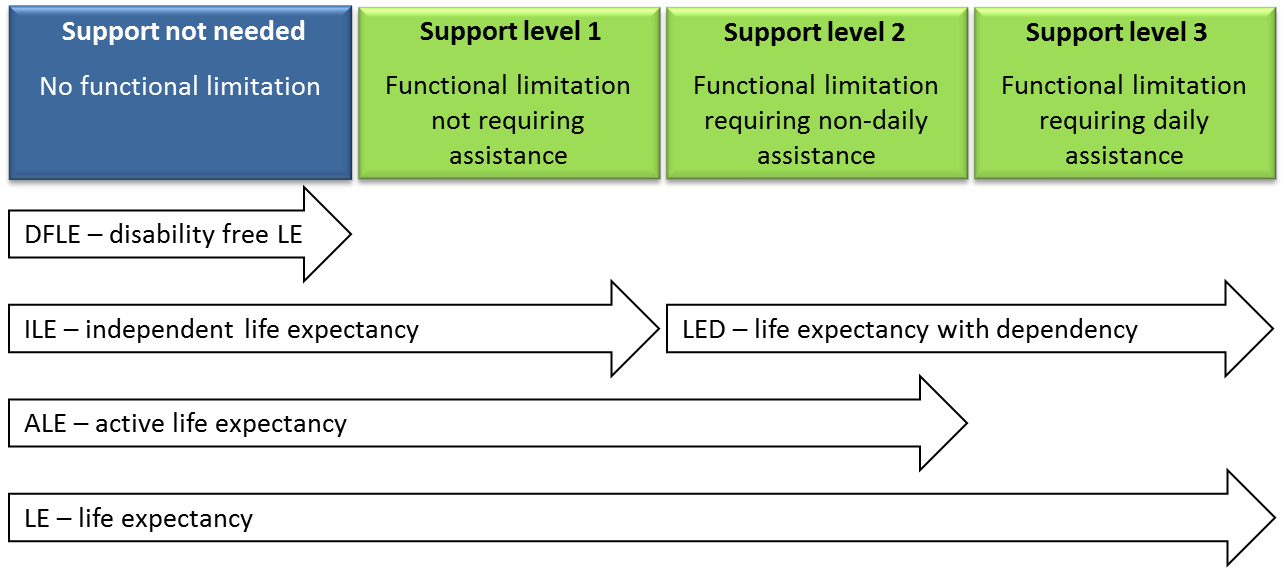 Support not needed
No functional limitation
Support level 1
Functional limitation
not requiring
assistance
Support level 2
Functional limitation
requiring non-daily
assistance
Support level 3
Functional limitation
requiring daily
assistance
DFLE – disability free LE
ILE – independent life expectancy
LED – life expectancy with dependency
ALE – active life expectancy
LE – life expectancy